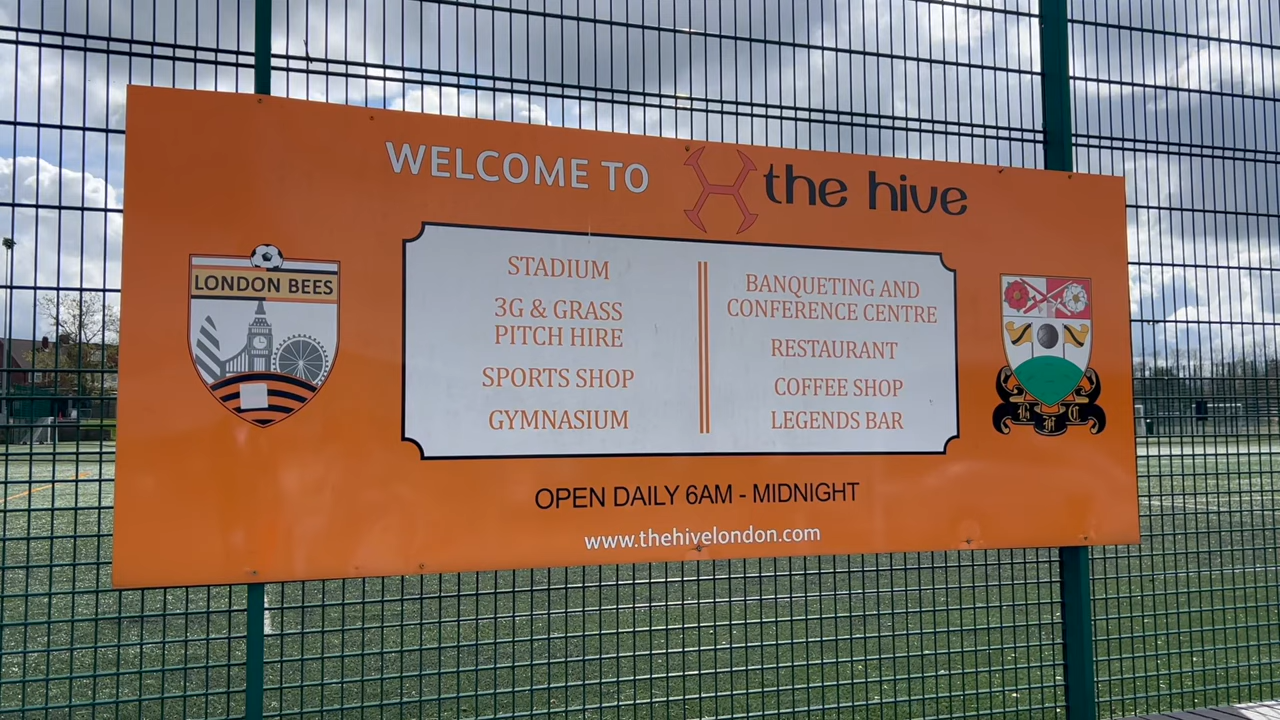 WELCOME TO the hive
LONDON BEES
STADIUM
3G & GRASS
PITCH HIRE
SPORTS SHOP
GYMNASIUM
BANQUETING AND
CONFERENCE CENTRE
RESTAURANT
COFFEE SHOP
LEGENDS BAR
B F C
OPEN DAILY 6AM - MIDNIGHT
www.thehivelondon.com